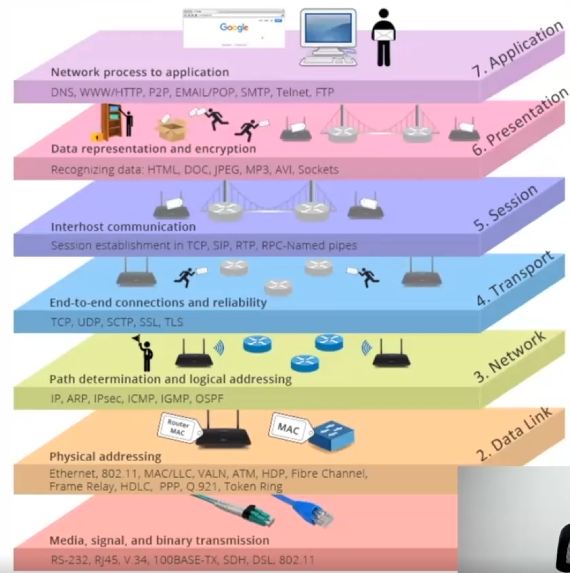 Google
7. Application
Network process to application
DNS, WWW/HTTP, P2P, EMAIL/POP, SMTP, Telnet, FTP
6. Presentation
Data representation and encryption
Recognizing data: HTML, DOC, JPEG, MP3, AVI, Sockets
5. Session
Interhost communication
Session establishment in TCP, SIP, RTP, RPC-Named pipes
4. Transport
End-to-end connections and reliability
TCP, UDP, SCTP, SSL, TLS
3. Network
Path determination and logical addressing
IP, ARP, IPsec, ICMP, IGMP, OSPF
Router
MAC
MAC
2. Data Link
Physical addressing
Ethernet, 802.11, MAC/LLC, VALN, ATM, HDP, Fibre Channel,
Frame Relay, HDLC, PPP, Q.921, Token Ring
Media, signal, and binary transmission
RS-232, RJ45, V.34, 100BASE-TX, SDH, DSL, 802.11